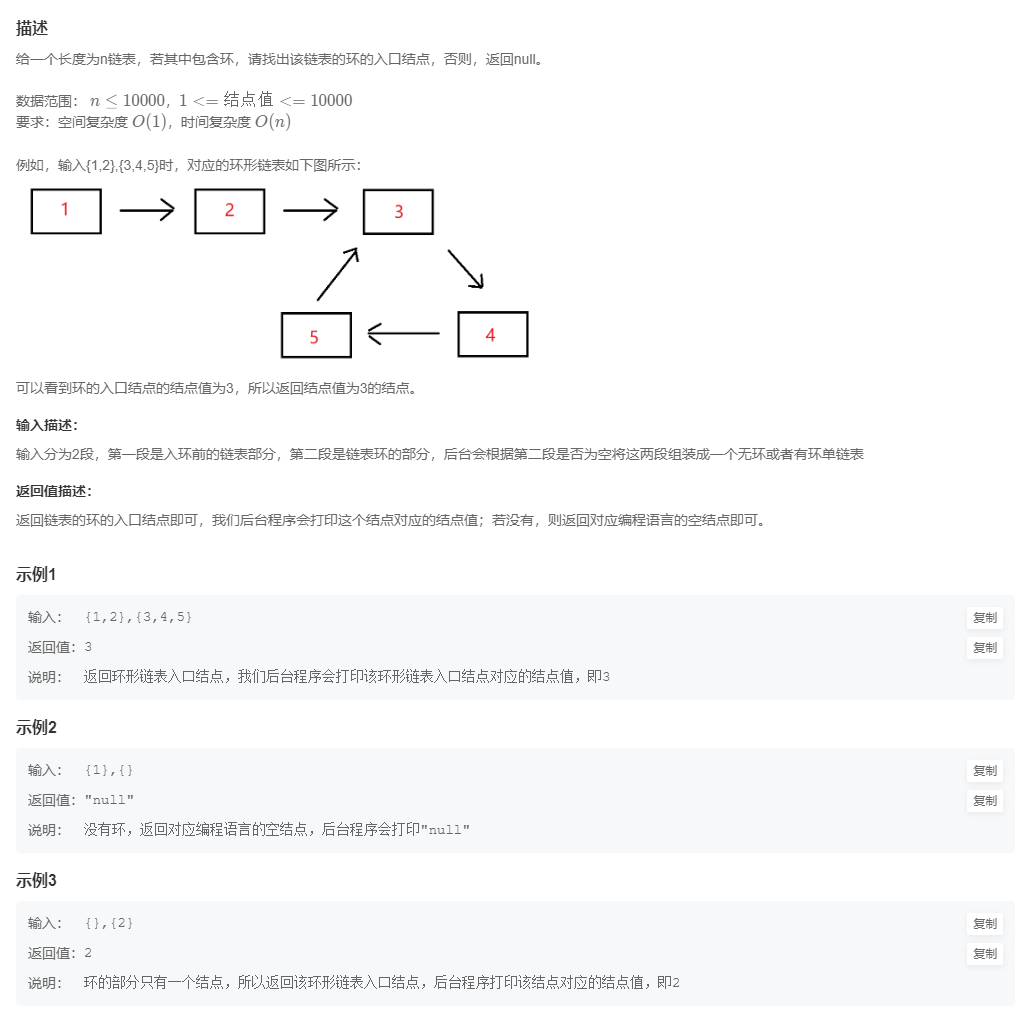 描述
给一个长度为n链表，若其中包含环，请找出该链表的环的入口结点，否则，返回null。
数据范围： n ≤ 10000，1 <= 结点值 <= 10000
要求：空间复杂度 O(1)，时间复杂度 O(n)
例如，输入{1,2},{3,4,5}时，对应的环形链表如下图所示：
1
2
3
5
4
可以看到环的入口结点的结点值为3，所以返回结点值为3的结点。
输入描述：
输入分为2段，第一段是入环前的链表部分，第二段是链表环的部分，后台会根据第二段是否为空将这两段组装成一个无环或者有环单链表
返回值描述：
返回链表的环的入口结点即可，我们后台程序会打印这个结点对应的结点值；若没有，则返回对应编程语言的空结点即可。
示例1
输入： {1,2},{3,4,5} 复制
返回值：3 复制
说明： 返回环形链表入口结点，我们后台程序会打印该环形链表入口结点对应的结点值，即3
示例2
输入： {1},{} 复制
返回值："null" 复制
说明： 没有环，返回对应编程语言的空结点，后台程序会打印"null"
示例3
输入： {},{2} 复制
返回值：2 复制
说明： 环的部分只有一个结点，所以返回该环形链表入口结点，后台程序打印该结点对应的结点值，即2